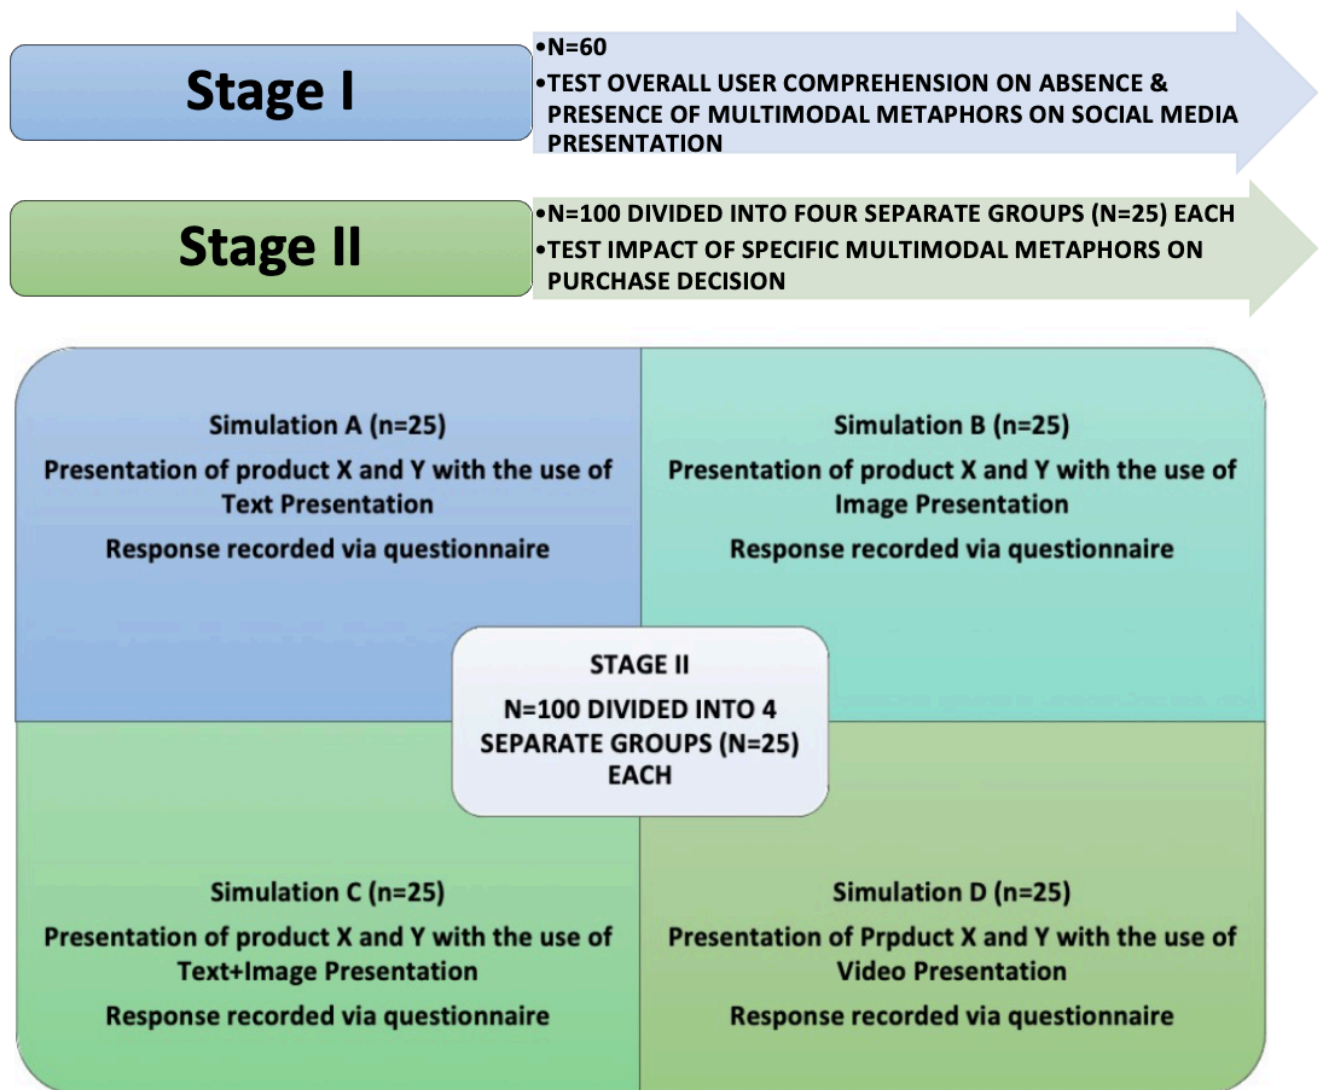 Stage I
•N=60
•TEST OVERALL USER COMPREHENSION ON ABSENCE &
PRESENCE OF MULTIMODAL METAPHORS ON SOCIAL MEDIA
PRESENTATION
Stage II
•N=100 DIVIDED INTO FOUR SEPARATE GROUPS (N=25) EACH
•TEST IMPACT OF SPECIFIC MULTIMODAL METAPHORS ON
PURCHASE DECISION
Simulation A (n=25)
Presentation of product X and Y with the use of
Text Presentation
Response recorded via questionnaire
Simulation B (n=25)
Presentation of product X and Y with the use of
Image Presentation
Response recorded via questionnaire
STAGE II
N=100 DIVIDED INTO 4
SEPARATE GROUPS (N=25)
EACH
Simulation C (n=25)
Presentation of product X and Y with the use of
Text+Image Presentation
Response recorded via questionnaire
Simulation D (n=25)
Presentation of Prpduct X and Y with the use of
Video Presentation
Response recorded via questionnaire